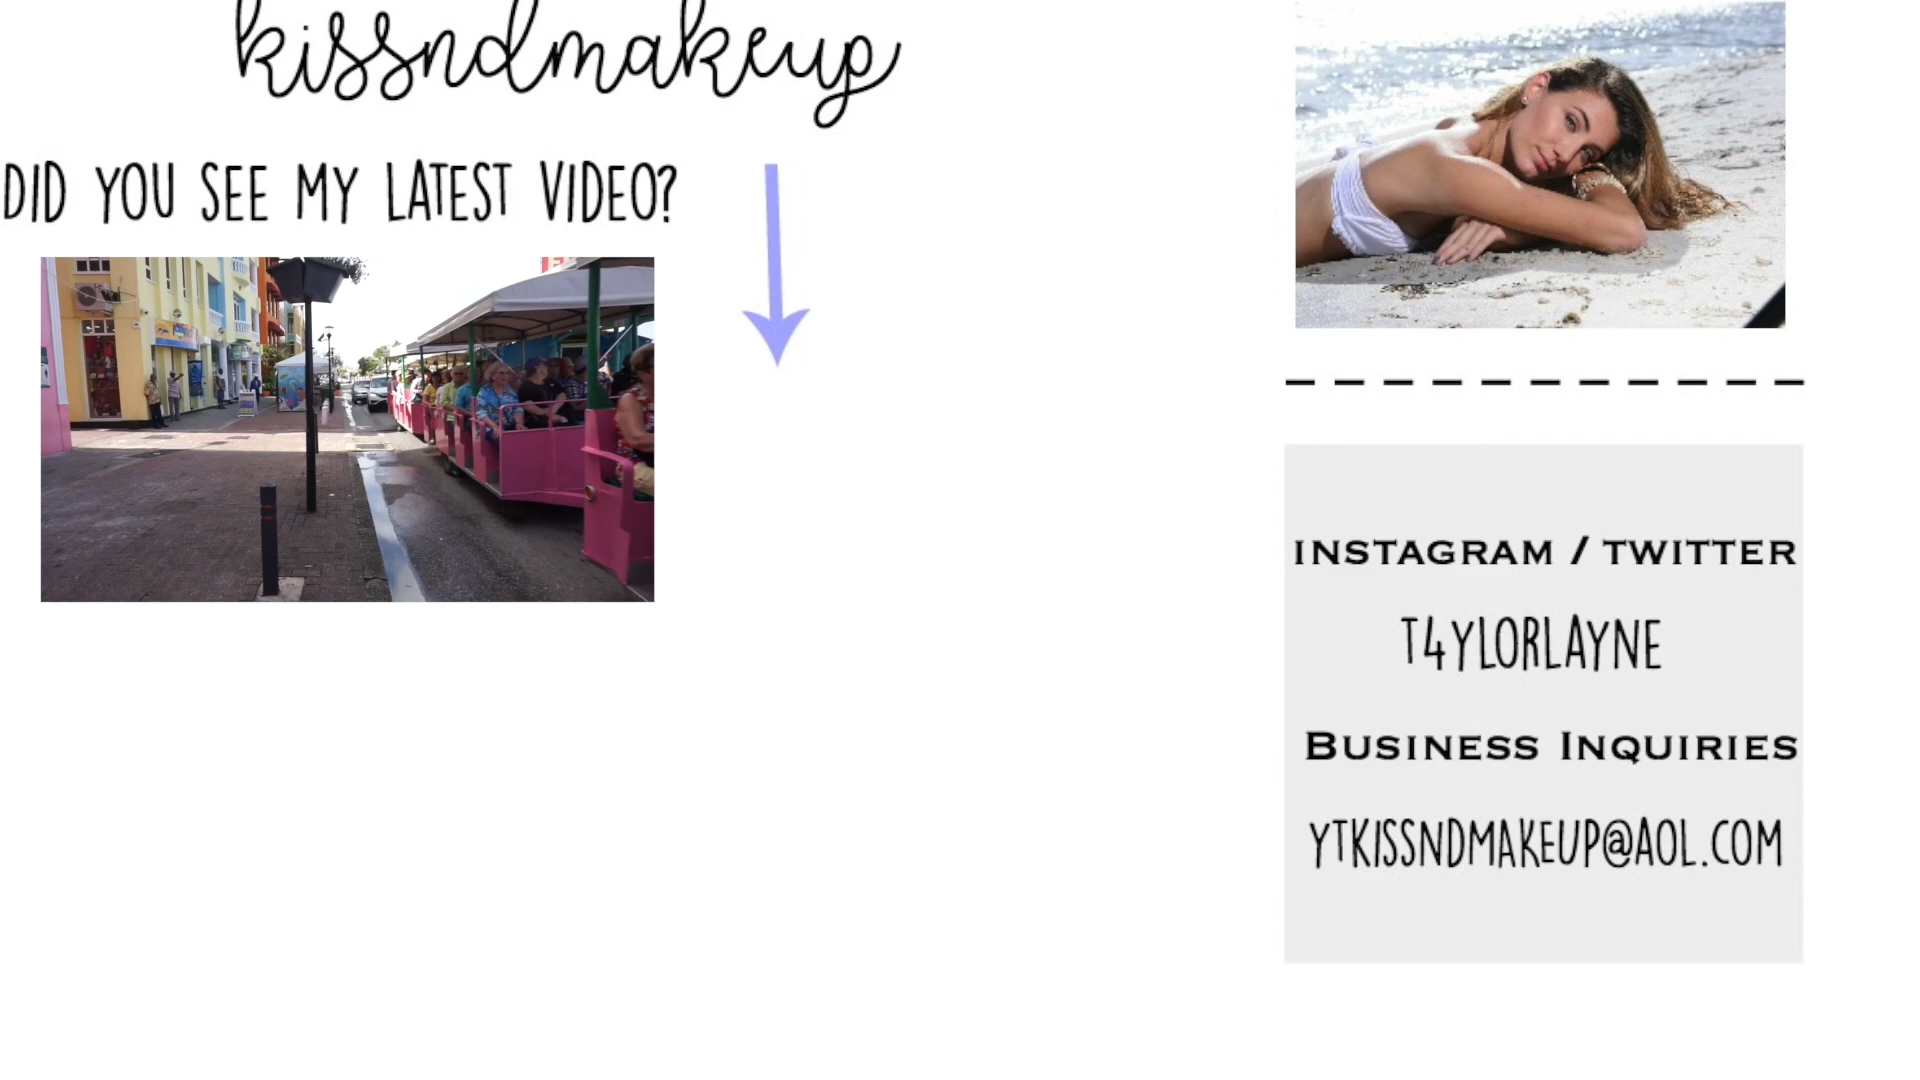 kissndmakeup
DID YOU SEE MY LATEST VIDEO?
INSTAGRAM / TWITTER
T4YLORLAYNE
BUSINESS INQUIRIES
YTKISSNDMAKEUP@AOL.COM